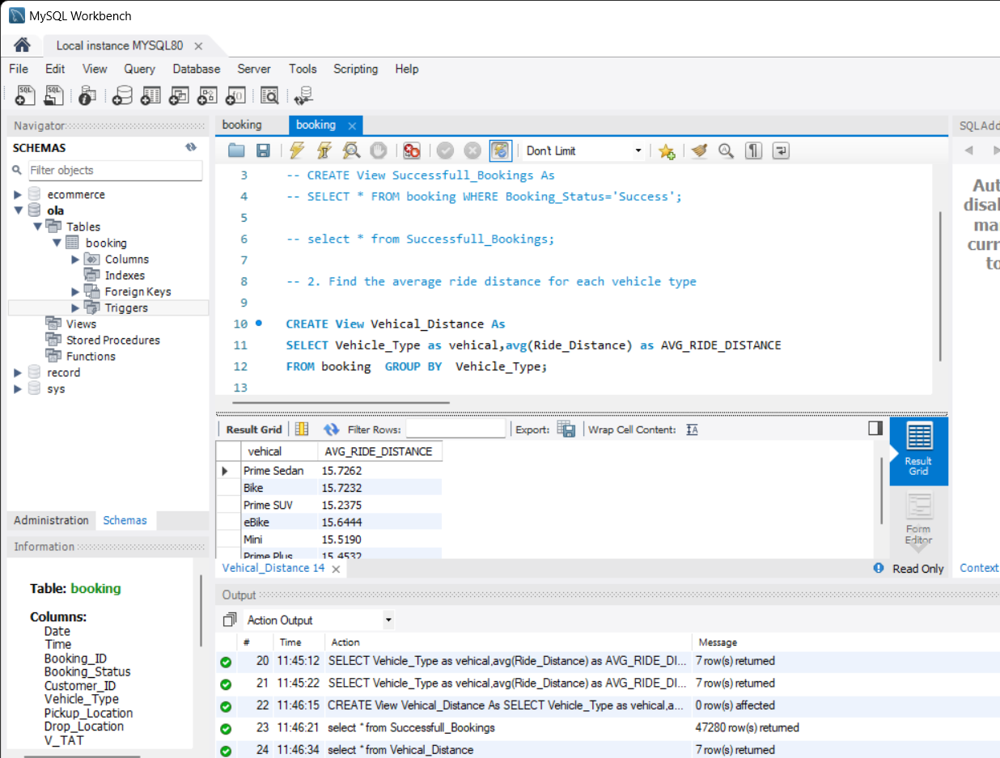 MySQL Workbench
Local instance MYSQL80
File Edit View Query Database Server Tools Scripting Help
Navigator
SCHEMAS
Filter objects
ecommerce
ola
Tables
booking
Columns
Indexes
Foreign Keys
Triggers
Views
Stored Procedures
Functions
record
sys
Administration Schemas
Information
Table: booking
Columns:
Date
Time
Booking_ID
Booking_Status
Customer_ID
Vehicle_Type
Pickup_Location
Drop_Location
V_TAT
booking booking
Don't Limit
3 -- CREATE View Successfull_Bookings As
4 -- SELECT * FROM booking WHERE Booking_Status='Success';
5
6 -- select * from Successfull_Bookings;
7
8 -- 2. Find the average ride distance for each vehicle type
9
10 CREATE View Vehical_Distance As
11 SELECT Vehicle_Type as vehical,avg(Ride_Distance) as AVG_RIDE_DISTANCE
12 FROM booking  GROUP BY  Vehicle_Type;
13
Result Grid Filter Rows: Export: Wrap Cell Content:
vehical AVG_RIDE_DISTANCE
Prime Sedan 15.7262
Bike 15.7232
Prime SUV 15.2375
eBike 15.6444
Mini 15.5190
Prime Plus 15.4532
Result
Grid
Form
Editor
Vehical_Distance 14
Read Only
Output
Action Output
# Time Action Message
20 11:45:12 SELECT Vehicle_Type as vehical,avg(Ride_Distance) as AVG_RIDE_DI... 7 row(s) returned
21 11:45:22 SELECT Vehicle_Type as vehical,avg(Ride_Distance) as AVG_RIDE_DI... 7 row(s) returned
22 11:46:15 CREATE View Vehical_Distance As SELECT Vehicle_Type as vehical,a... 0 row(s) affected
23 11:46:21 select * from Successfull_Bookings 47280 row(s) returned
24 11:46:34 select * from Vehical_Distance 7 row(s) returned
SQLAdd
Aut
disal
ma
curr
to
Context